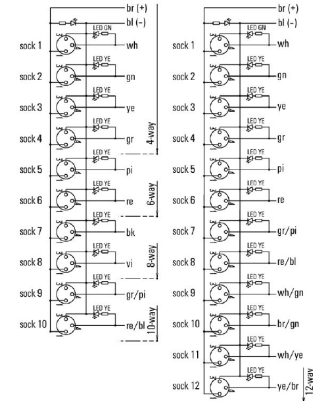 br (+)
bl (-)
LED GN
sock 1
wh
LED YE
sock 2
gn
LED YE
sock 3
ye
LED YE
sock 4
gr
4-way
LED YE
sock 5
pi
LED YE
sock 6
re
6-way
LED YE
sock 7
bk
LED YE
sock 8
vi
8-way
LED YE
sock 9
gr/pi
LED YE
sock 10
re/bl
10-way
br (+)
bl (-)
LED GN
sock 1
wh
LED YE
sock 2
gn
LED YE
sock 3
ye
LED YE
sock 4
gr
LED YE
sock 5
pi
LED YE
sock 6
re
LED YE
sock 7
gr/pi
LED YE
sock 8
re/bl
LED YE
sock 9
wh/gn
LED YE
sock 10
br/gn
LED YE
sock 11
wh/ye
LED YE
sock 12
ye/br
12-way